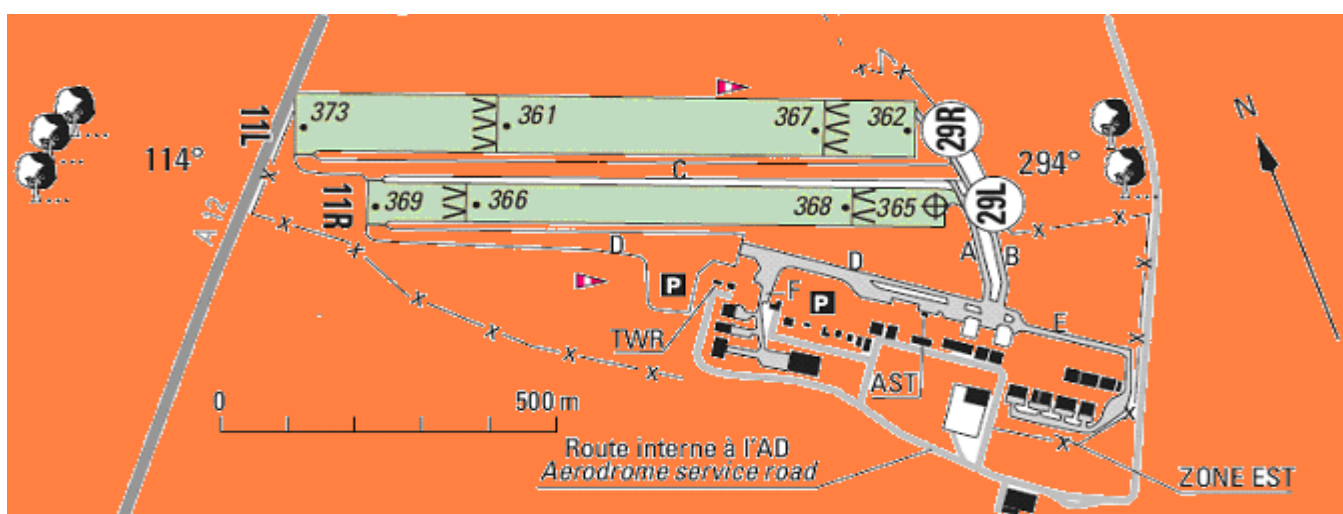 N
11L
373
361
367
362
29R
114°
294°
C
11R
369
366
368
365
29L
A 12
D
D
A
B
P
F
P
E
TWR
AST
0
500 m
Route interne à l'AD
Aerodrome service road
ZONE EST